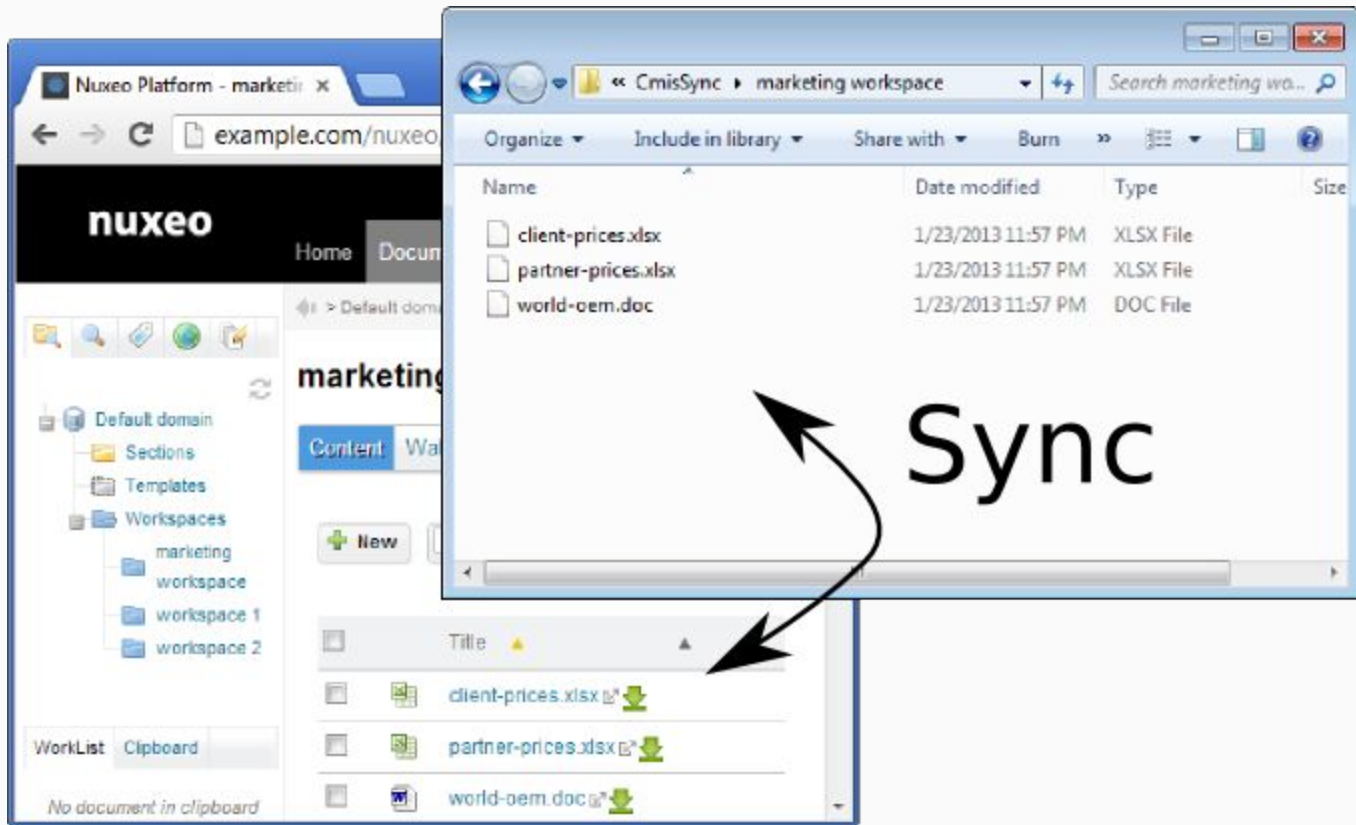 Nuxeo Platform - marketin
example.com/nuxeo
« CmisSync ▸ marketing workspace
Search marketing wo...
Organize ▾ Include in library ▾ Share with ▾ Burn »
Name Date modified Type Size
client-prices.xlsx 1/23/2013 11:57 PM XLSX File
partner-prices.xlsx 1/23/2013 11:57 PM XLSX File
world-oem.doc 1/23/2013 11:57 PM DOC File
Sync
nuxeo
Home Docum
> Default doma
marketing
Content Wa
New
Default domain
Sections
Templates
Workspaces
marketing
workspace
workspace 1
workspace 2
WorkList Clipboard
No document in clipboard
Title
client-prices.xlsx
partner-prices.xlsx
world-oem.doc